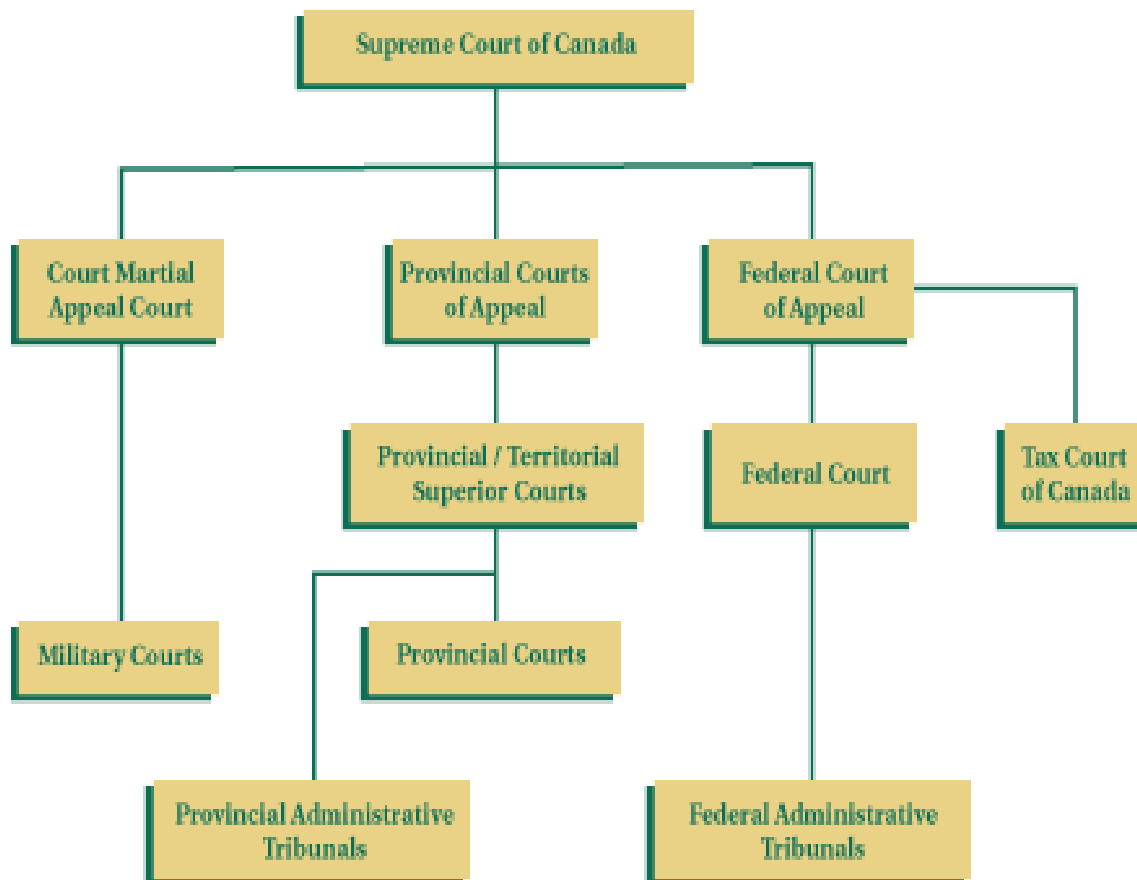 Supreme Court of Canada
Court Martial
Appeal Court
Provincial Courts
of Appeal
Federal Court
of Appeal
Provincial / Territorial
Superior Courts
Federal Court
Tax Court
of Canada
Military Courts
Provincial Courts
Provincial Administrative
Tribunals
Federal Administrative
Tribunals